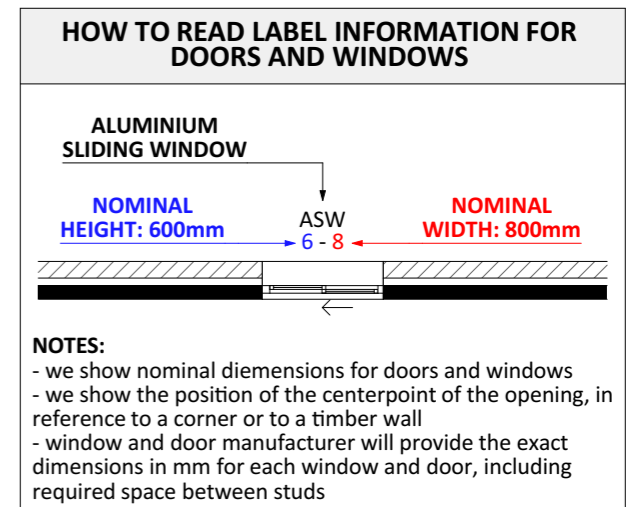 HOW TO READ LABEL INFORMATION FOR
DOORS AND WINDOWS
ALUMINIUM
SLIDING WINDOW
NOMINAL
HEIGHT: 600mm
ASW
6 - 8
NOMINAL
WIDTH: 800mm
NOTES:
- we show nominal diemensions for doors and windows
- we show the position of the centerpoint of the opening, in
reference to a corner or to a timber wall
- window and door manufacturer will provide the exact
dimensions in mm for each window and door, including
required space between studs